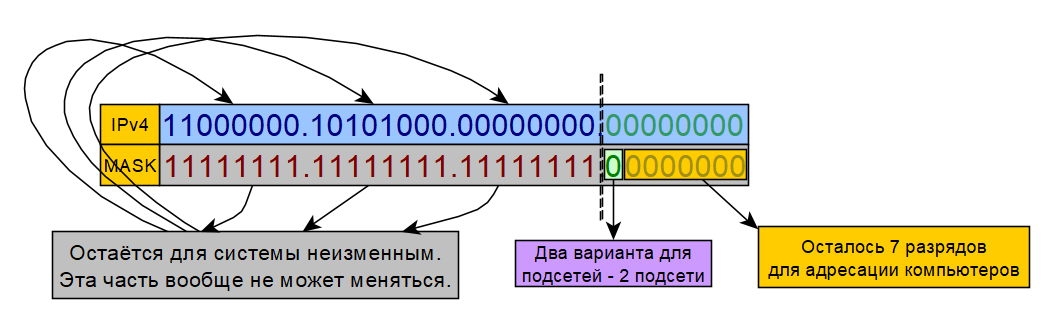 IPv4 11000000.10101000.00000000.00000000
MASK 11111111.11111111.11111111 0 0000000
Остаётся для системы неизменным.
Эта часть вообще не может меняться.
Два варианта для
подсетей - 2 подсети
Осталось 7 разрядов
для адресации компьютеров